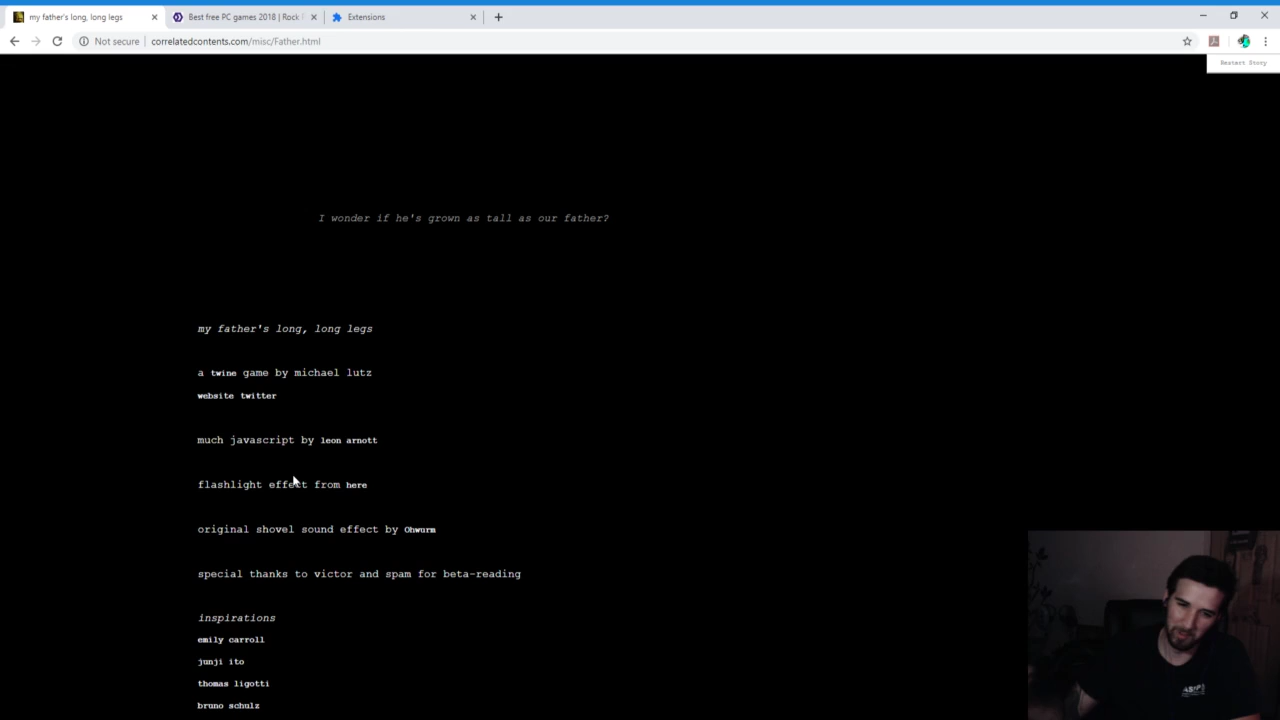 my father's long, long legs
Best free PC games 2018 | Rock
Extensions
Not secure
correlatedcontents.com/misc/Father.html
Restart Story
I wonder if he's grown as tall as our father?
my father's long, long legs
a twine game by michael lutz
website twitter
much javascript by leon arnott
flashlight effect from here
original shovel sound effect by Ohwurm
special thanks to victor and spam for beta-reading
inspirations
emily carroll
junji ito
thomas ligotti
bruno schulz